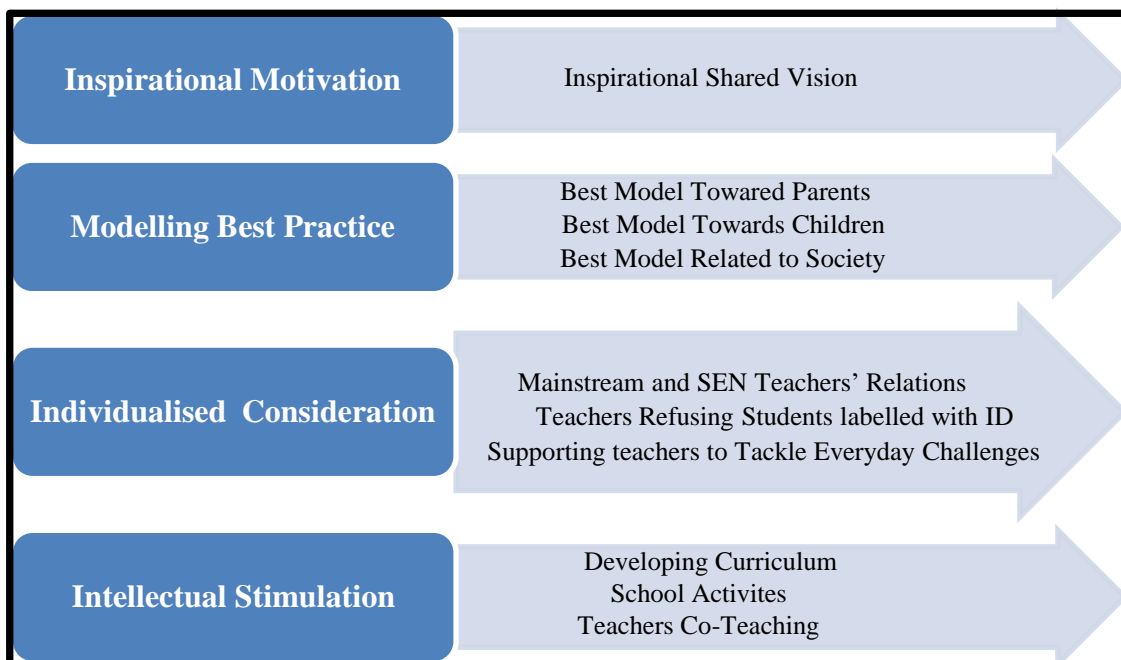 Inspirational Motivation
Inspirational Shared Vision
Modelling Best Practice
Best Model Towared Parents
Best Model Towards Children
Best Model Related to Society
Individualised Consideration
Mainstream and SEN Teachers’ Relations
Teachers Refusing Students labelled with ID
Supporting teachers to Tackle Everyday Challenges
Intellectual Stimulation
Developing Curriculum
School Activites
Teachers Co-Teaching